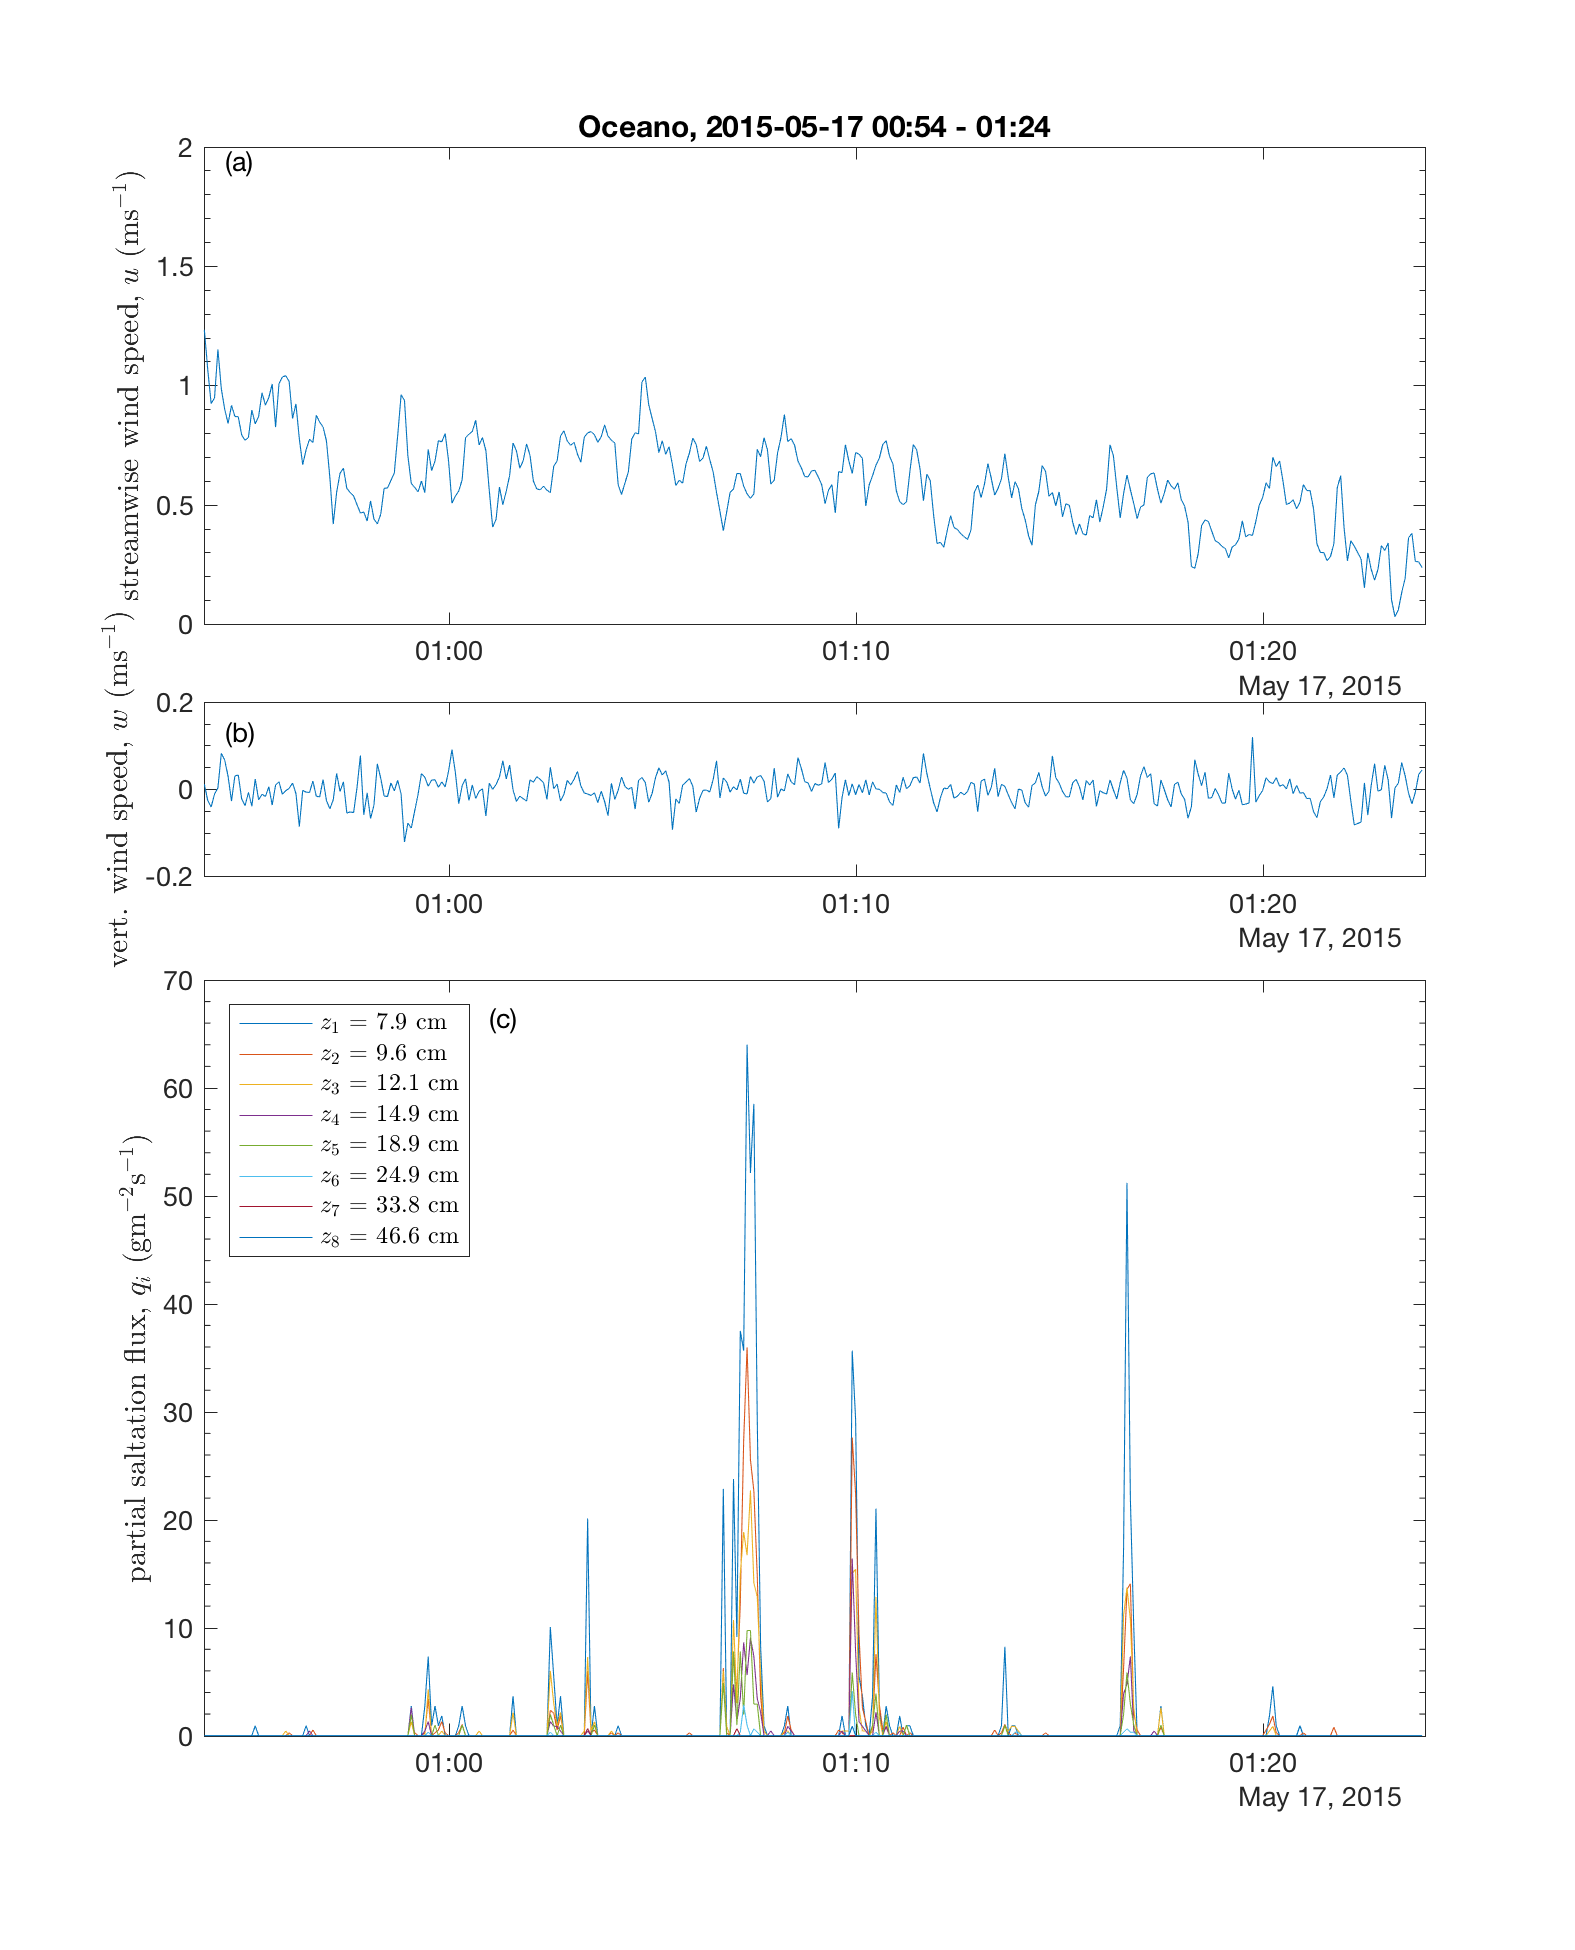 Oceano, 2015-05-17 00:54 - 01:24
(a)
streamwise wind speed, u (ms−1)
2
1.5
1
0.5
0
01:00 01:10 01:20
May 17, 2015
(b)
vert. wind speed, w (ms−1)
0.2
0
-0.2
01:00 01:10 01:20
May 17, 2015
(c)
partial saltation flux, qi (gm−2s−1)
70
60
50
40
30
20
10
0
z1 = 7.9 cm
z2 = 9.6 cm
z3 = 12.1 cm
z4 = 14.9 cm
z5 = 18.9 cm
z6 = 24.9 cm
z7 = 33.8 cm
z8 = 46.6 cm
01:00 01:10 01:20
May 17, 2015